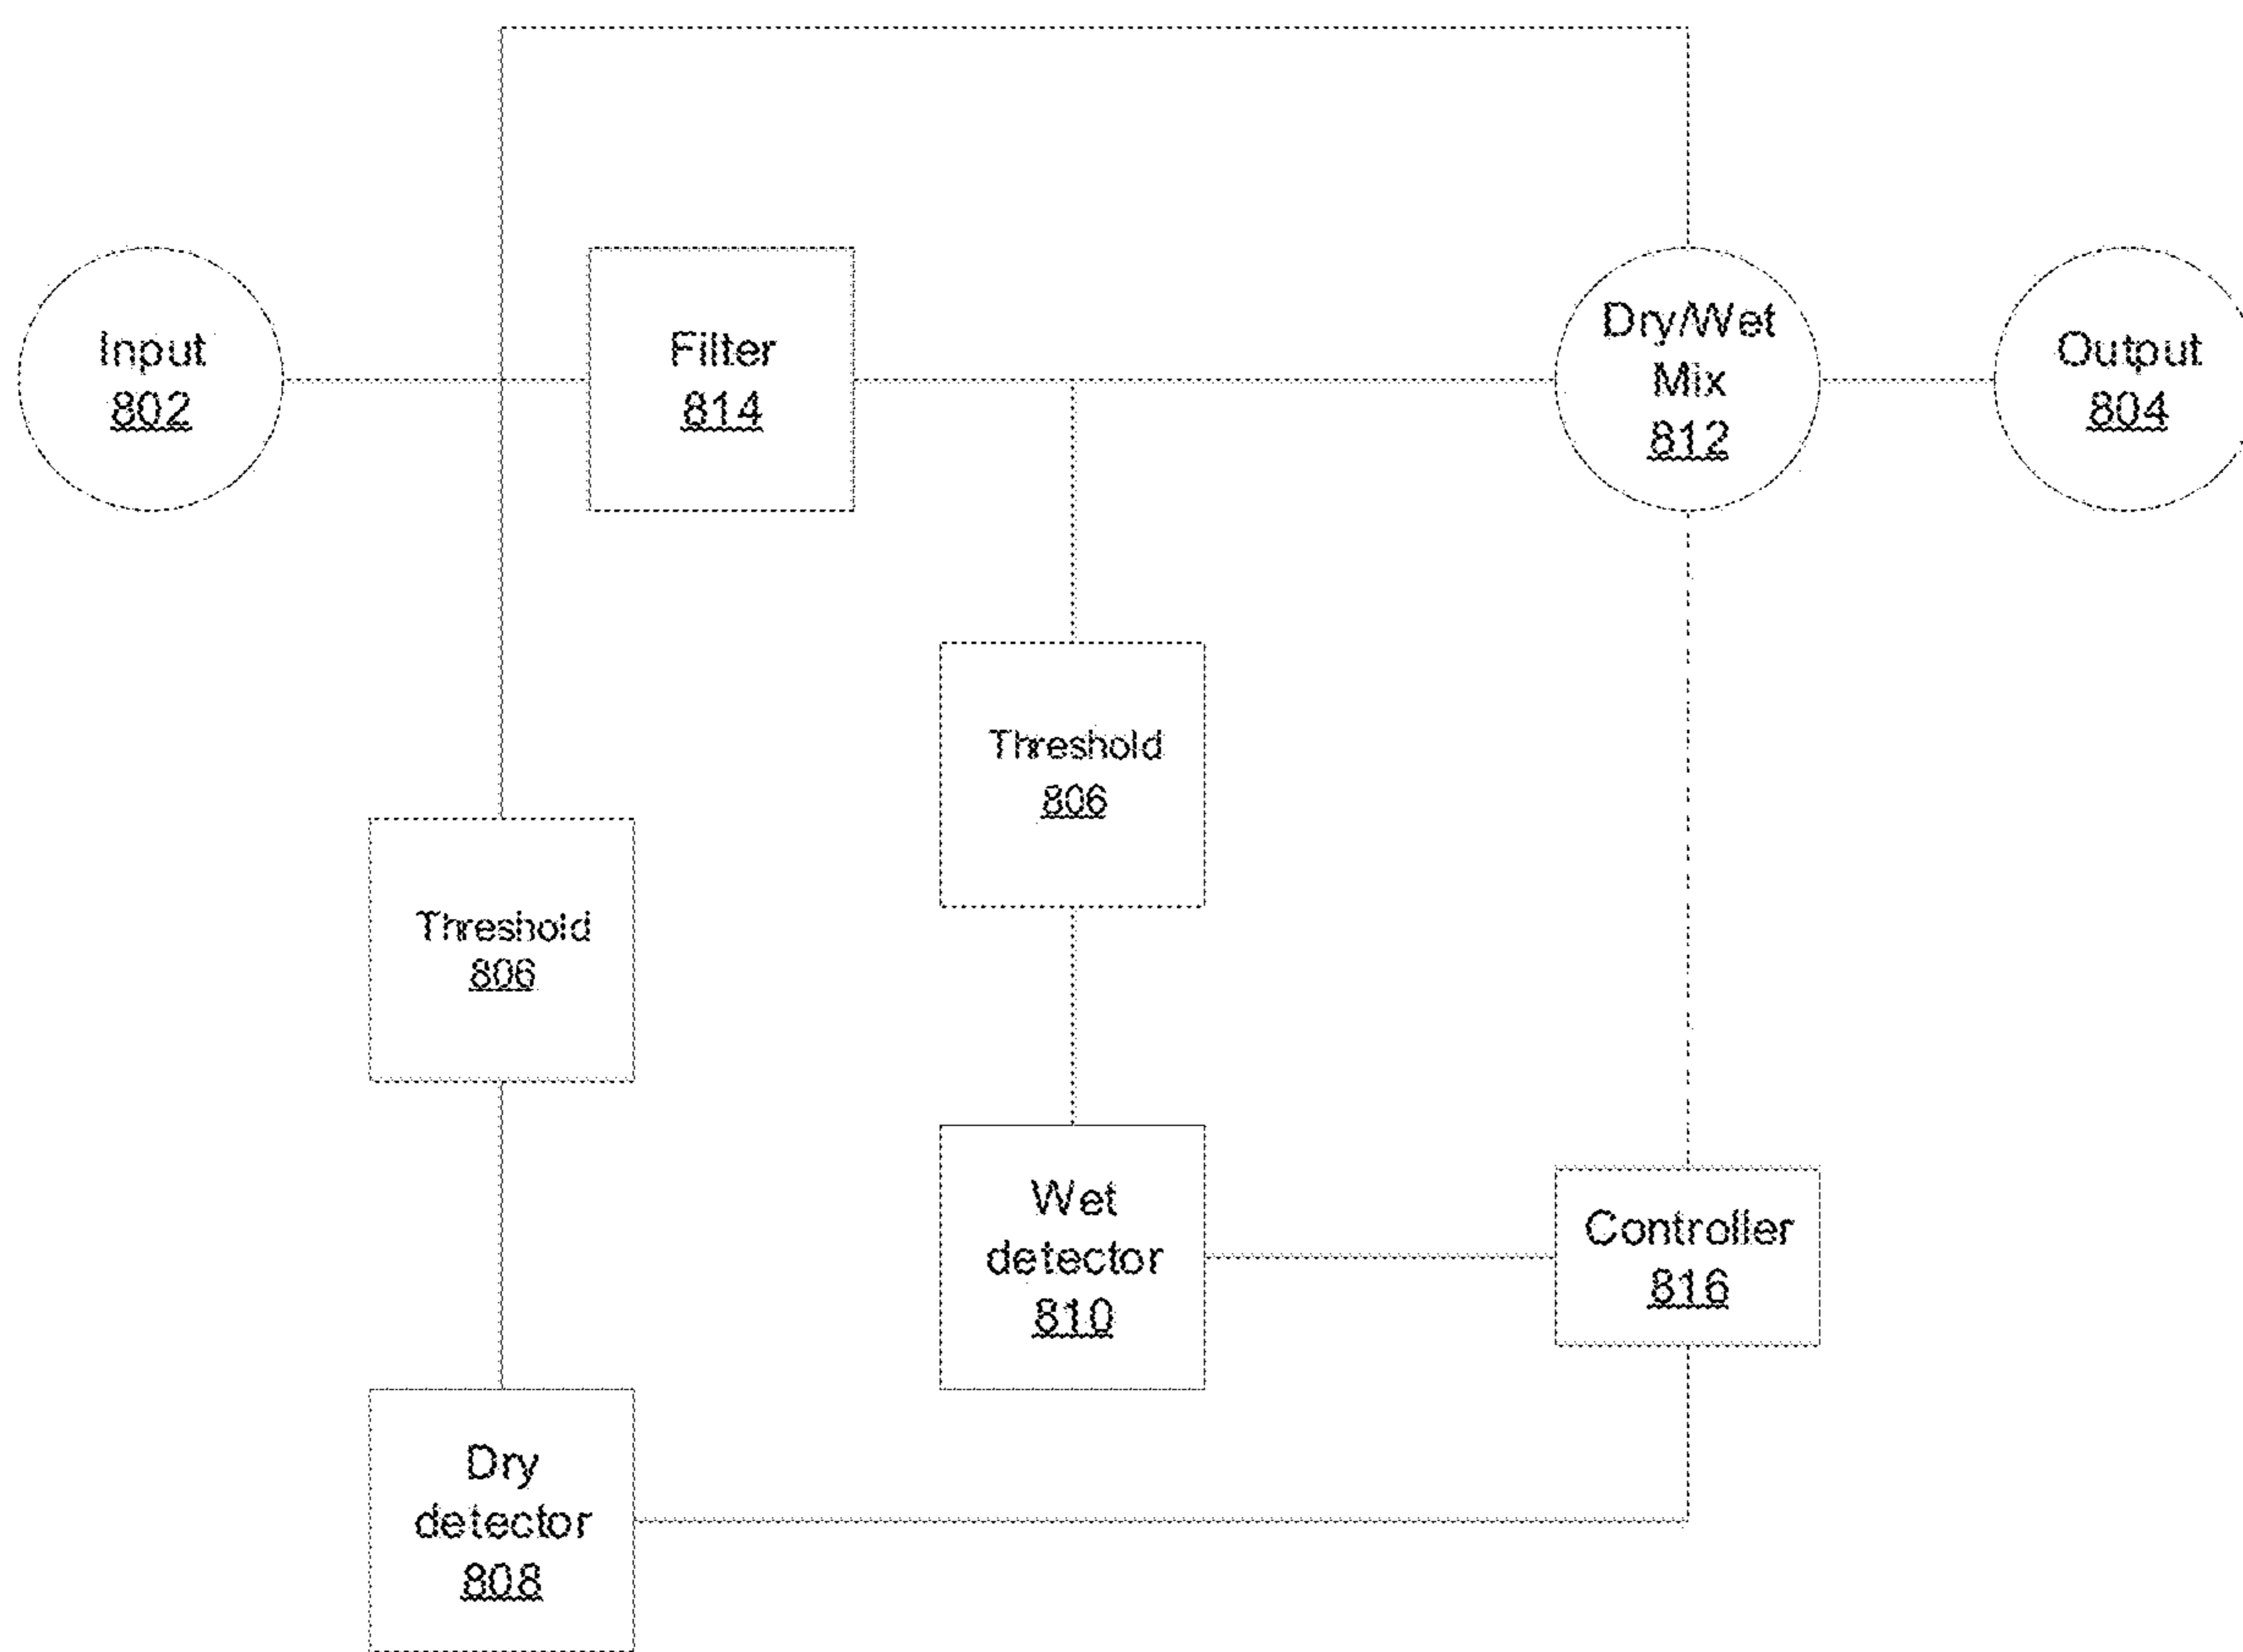 Input
802
Filter
814
Dry/Wet
Mix
812
Output
804
Threshold
806
Threshold
806
Wet
detector
810
Controller
816
Dry
detector
808